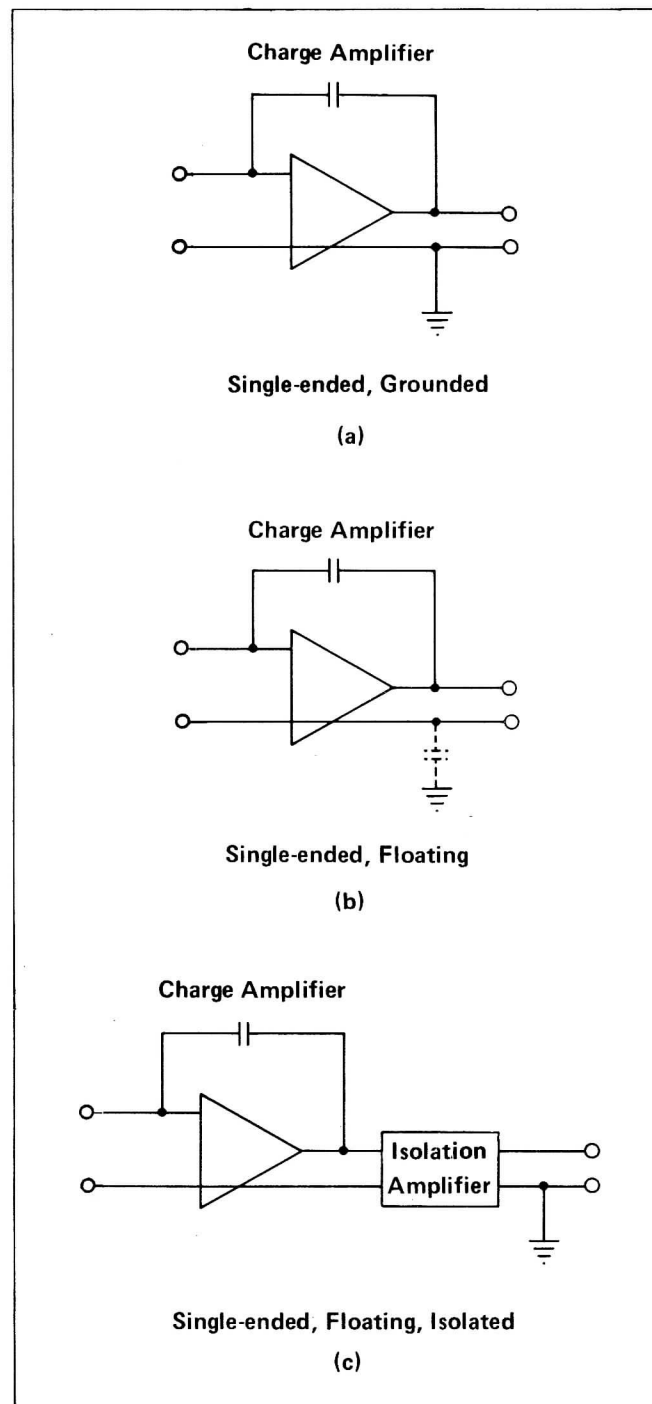 Charge Amplifier
Single-ended, Grounded
(a)
Charge Amplifier
Single-ended, Floating
(b)
Charge Amplifier
Isolation
Amplifier
Single-ended, Floating, Isolated
(c)